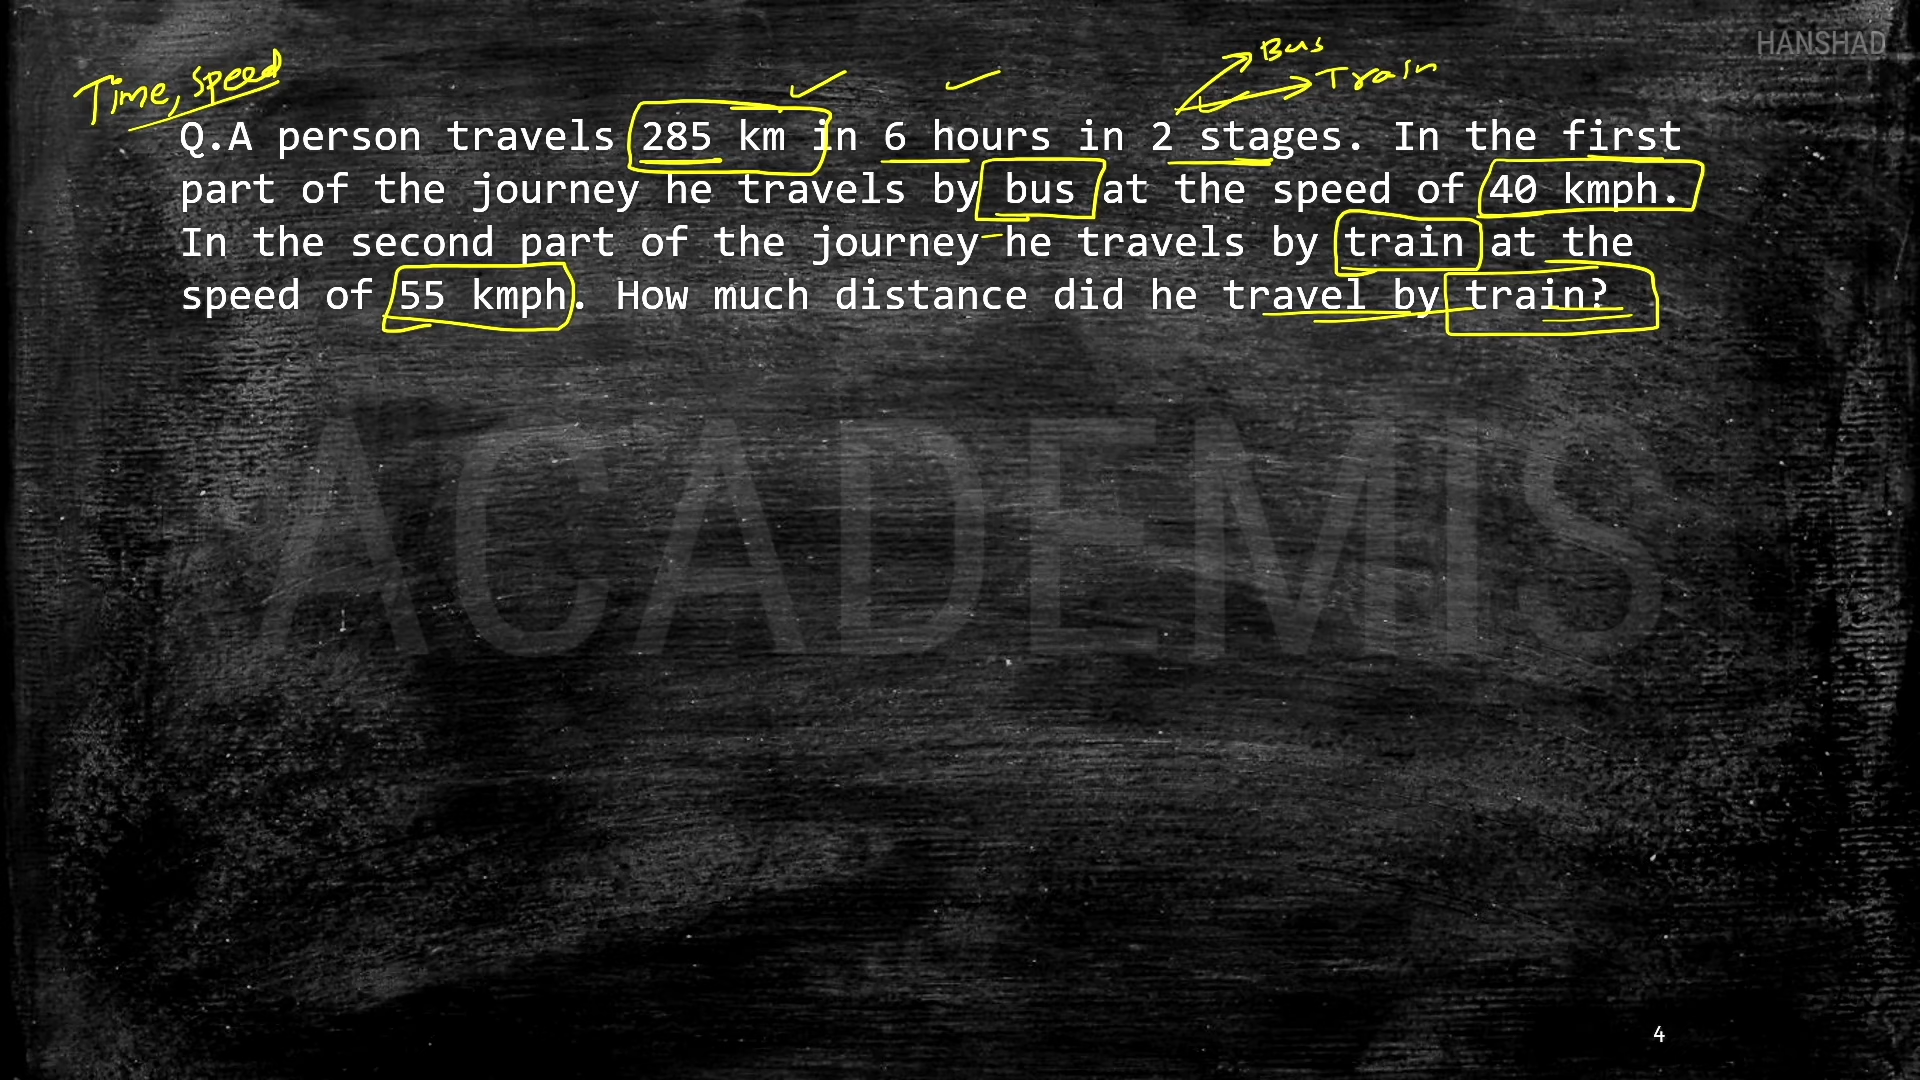 HANSHAD
Bus
Train
Time, Speed
Q.A person travels 285 km in 6 hours in 2 stages. In the first
part of the journey he travels by bus at the speed of 40 kmph.
In the second part of the journey he travels by train at the
speed of 55 kmph. How much distance did he travel by train?
ACADEMIS
4